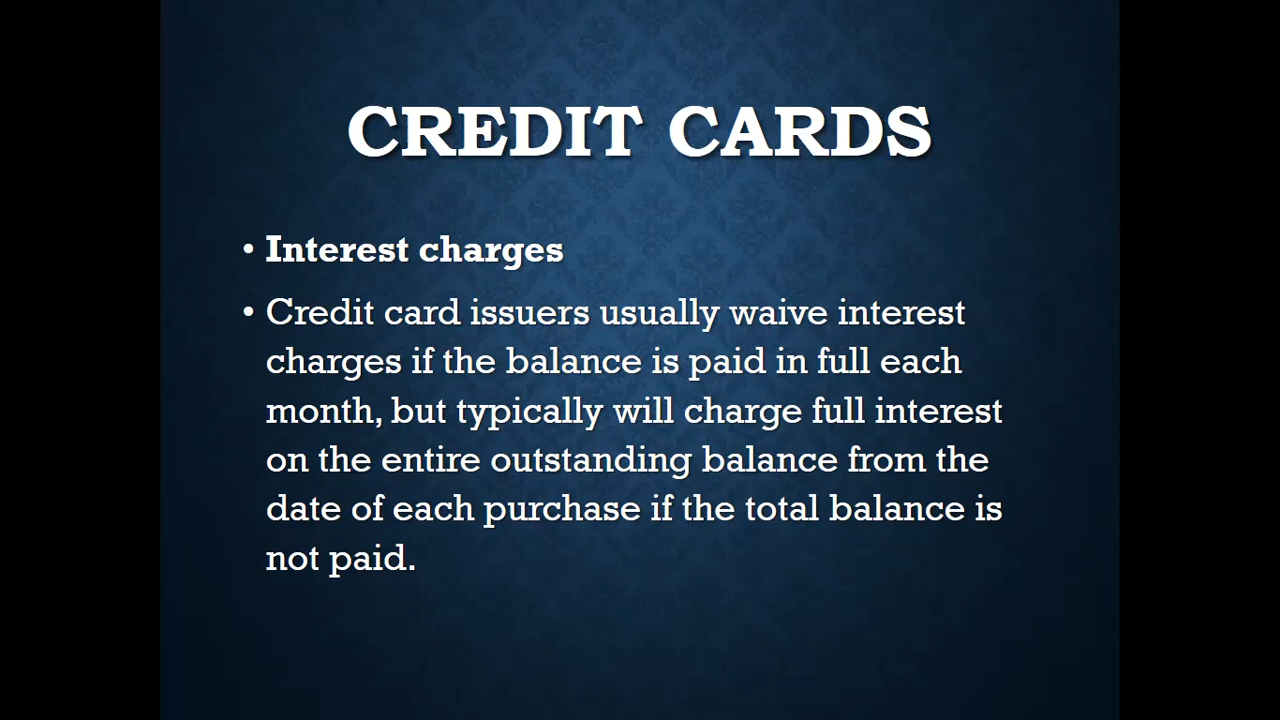 CREDIT CARDS
• Interest charges
• Credit card issuers usually waive interest
charges if the balance is paid in full each
month, but typically will charge full interest
on the entire outstanding balance from the
date of each purchase if the total balance is
not paid.